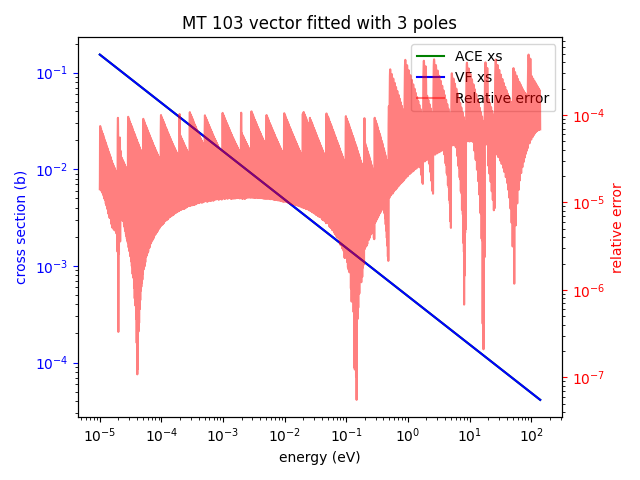 MT 103 vector fitted with 3 poles
ACE xs
VF xs
Relative error
cross section (b)
10⁻¹
10⁻²
10⁻³
10⁻⁴
relative error
10⁻⁴
10⁻⁵
10⁻⁶
10⁻⁷
10⁻⁵ 10⁻⁴ 10⁻³ 10⁻² 10⁻¹ 10⁰ 10¹ 10²
energy (eV)